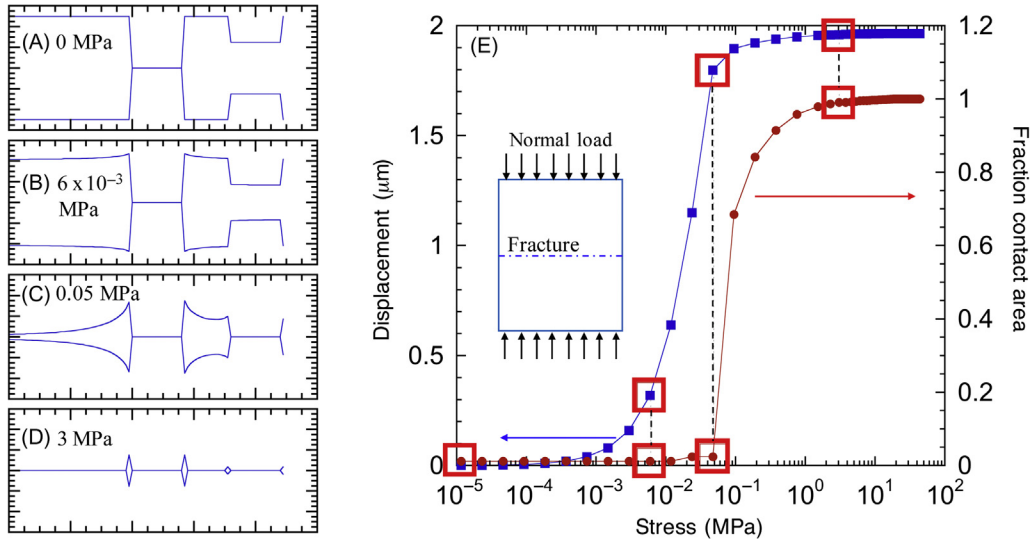 (A) 0 MPa
(B) 6 x 10⁻³
MPa
(C) 0.05 MPa
(D) 3 MPa
(E)
Displacement (μm)
2
1.5
1
0.5
0
Normal load
Fracture
10⁻⁵
10⁻⁴
10⁻³
10⁻²
10⁻¹
10⁰
10¹
10²
Stress (MPa)
1.2
1
0.8
0.6
0.4
0.2
0
Fraction contact area